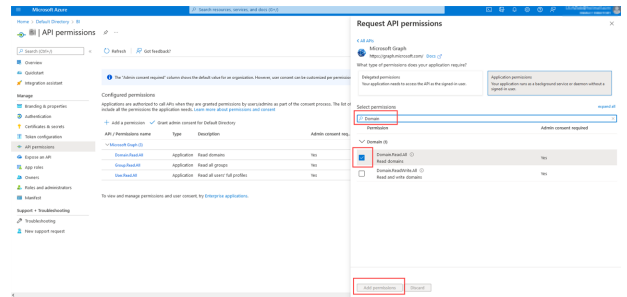 Microsoft Azure
Search resources, services, and docs (G+/)
Home > Default Directory > BI
BI | API permissions
Search (Ctrl+/)
Overview
Quickstart
Integration assistant
Manage
Branding & properties
Authentication
Certificates & secrets
Token configuration
API permissions
Expose an API
App roles
Owners
Roles and administrators
Manifest
Support + Troubleshooting
Troubleshooting
New support request
Refresh | Got feedback?
The "Admin consent required" column shows the default value for an organization. However, user consent can be customized per permission
Configured permissions
Applications are authorized to call APIs when they are granted permissions by users/admins as part of the consent process. The list of
include all the permissions the application needs. Learn more about permissions and consent
Add a permission Grant admin consent for Default Directory
API / Permissions name Type Description Admin consent req...
Microsoft Graph (3)
Domain.Read.All Application Read domains Yes
Group.Read.All Application Read all groups Yes
User.Read.All Application Read all users' full profiles Yes
To view and manage permissions and user consent, try Enterprise applications.
Request API permissions
All APIs
Microsoft Graph
https://graph.microsoft.com/ Docs
What type of permissions does your application require?
Delegated permissions
Your application needs to access the API as the signed-in user.
Application permissions
Your application runs as a background service or daemon without a
signed-in user.
Select permissions expand all
Domain
Permission Admin consent required
Domain (1)
Domain.Read.All
Read domains
Yes
Domain.ReadWrite.All
Read and write domains
Yes
Add permissions Discard